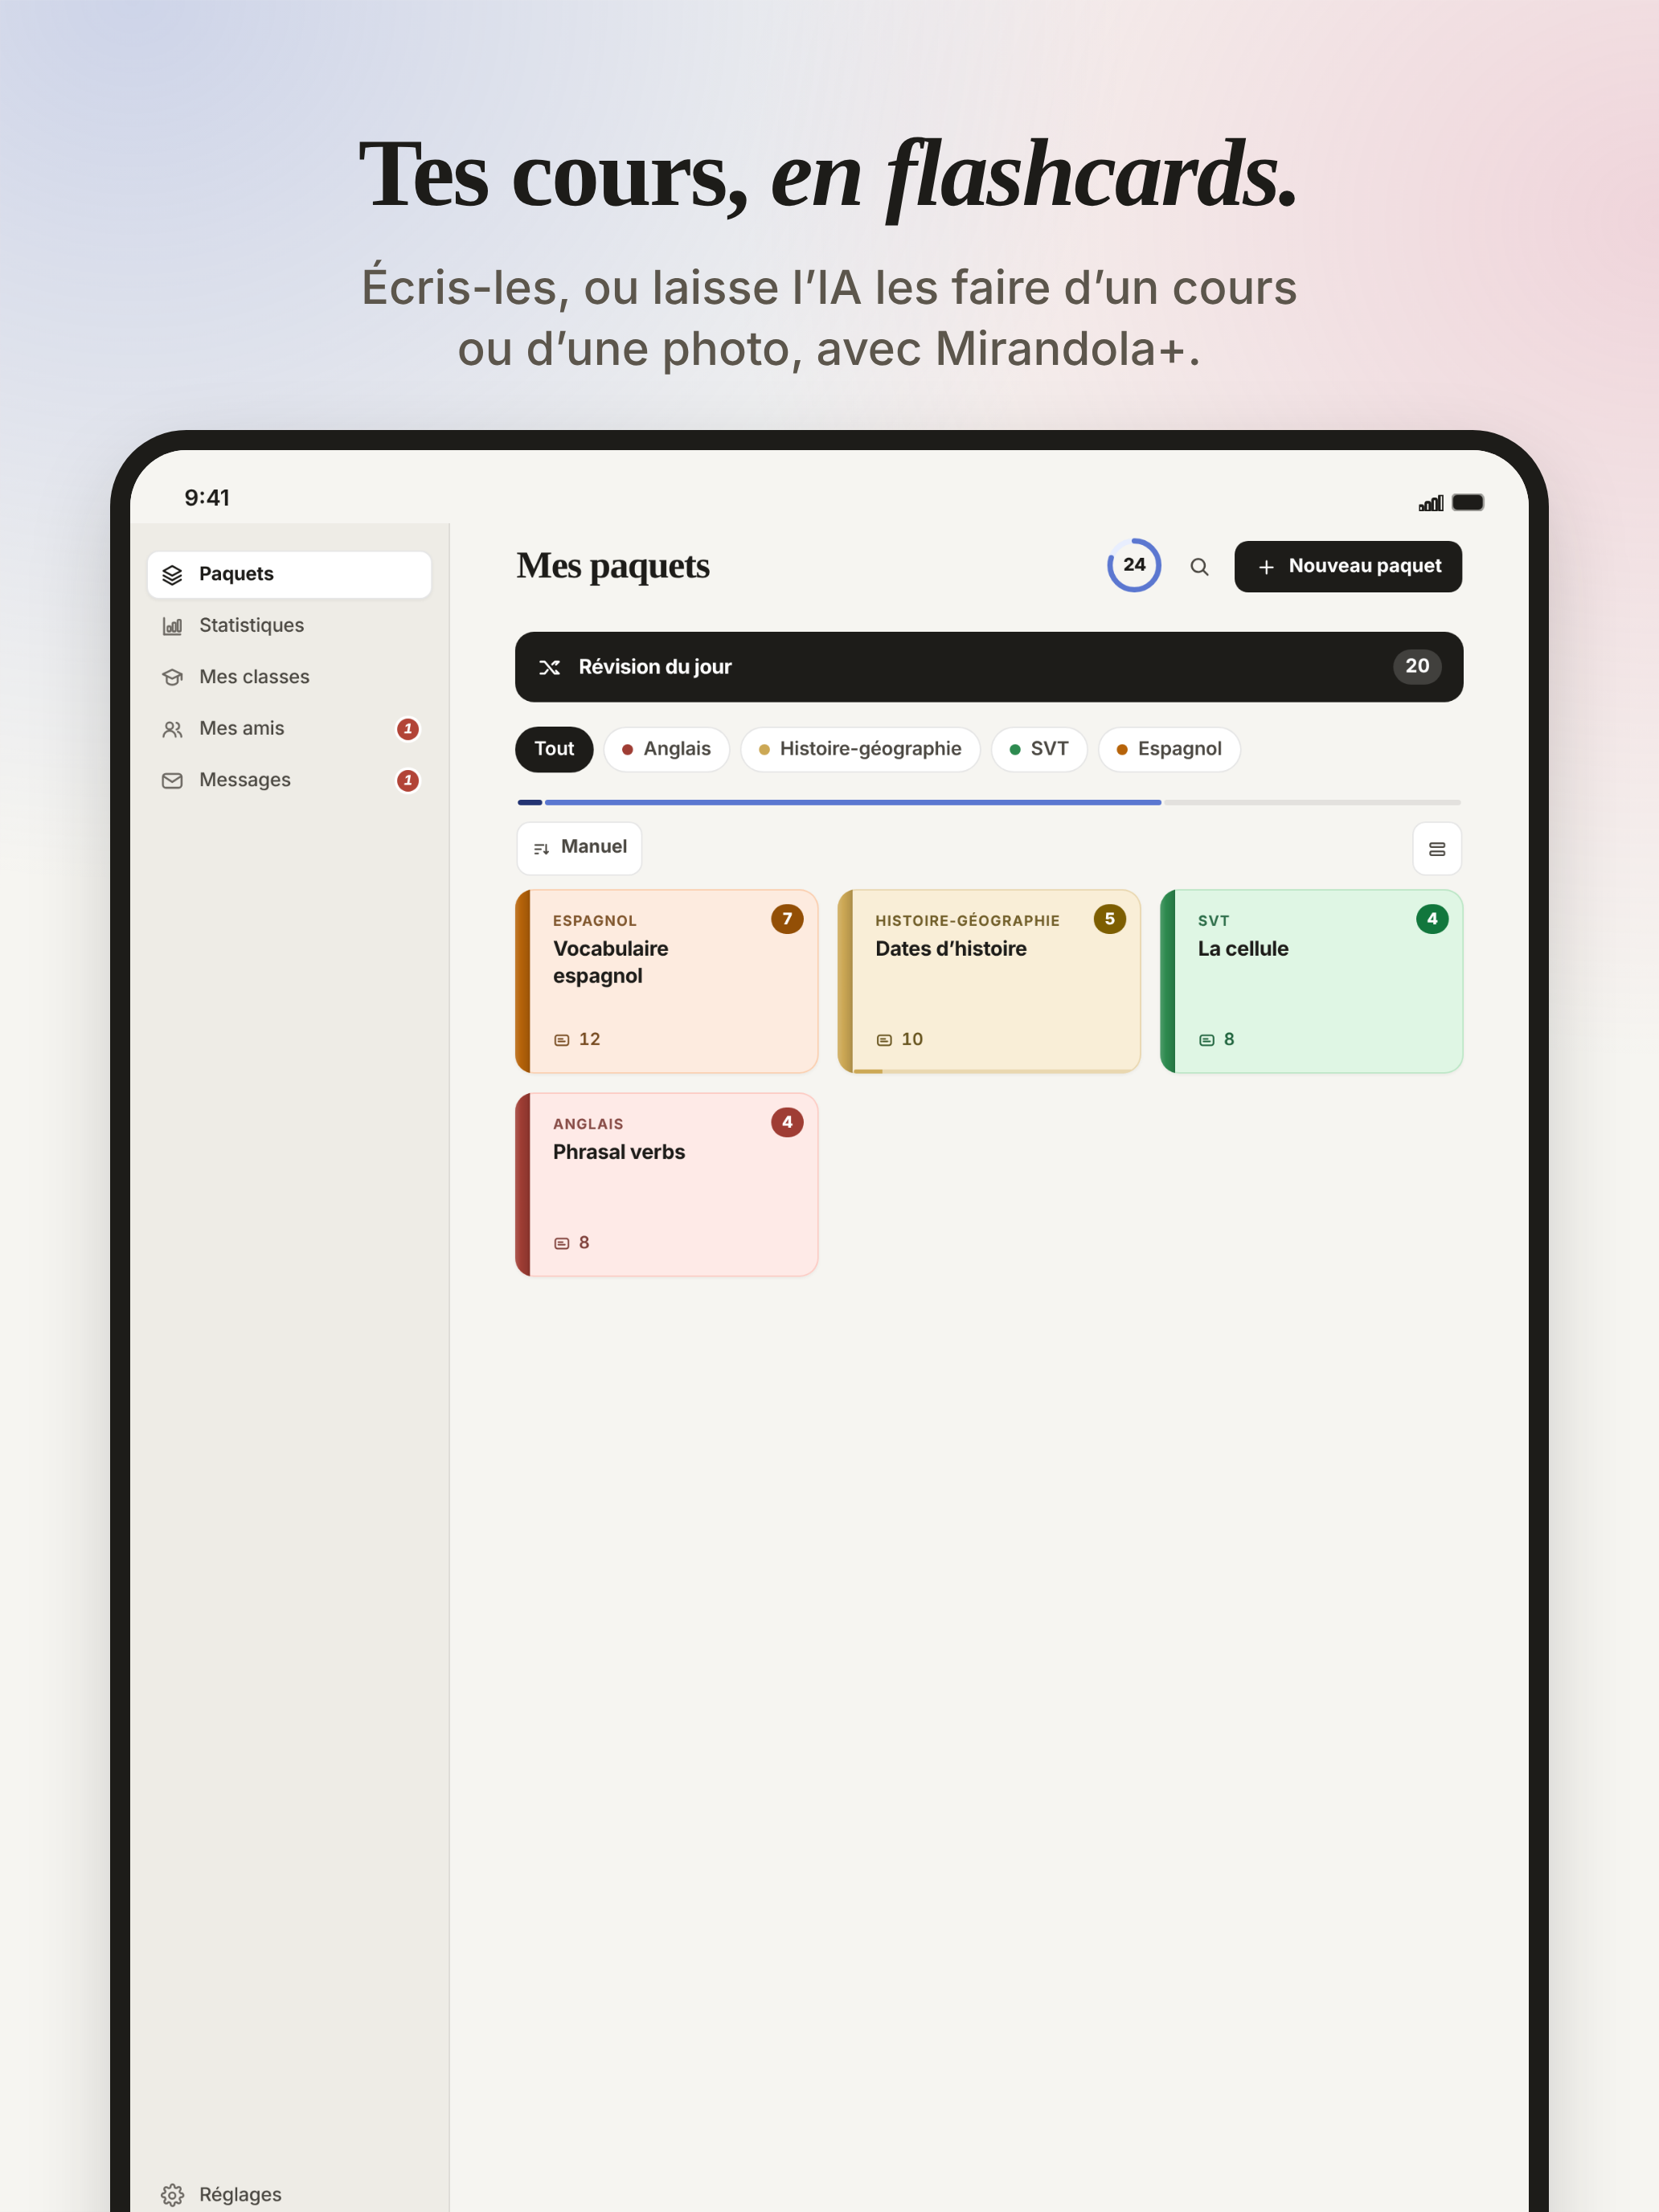 Tes cours, en flashcards.
Écris-les, ou laisse l’IA les faire d’un cours
ou d’une photo, avec Mirandola+.
9:41
Paquets
Statistiques
Mes classes
Mes amis 1
Messages 1
Réglages
Mes paquets
24
Nouveau paquet
Révision du jour 20
Tout Anglais Histoire-géographie SVT Espagnol
Manuel
ESPAGNOL 7
Vocabulaire
espagnol
12
HISTOIRE-GÉOGRAPHIE 5
Dates d’histoire
10
SVT 4
La cellule
8
ANGLAIS 4
Phrasal verbs
8